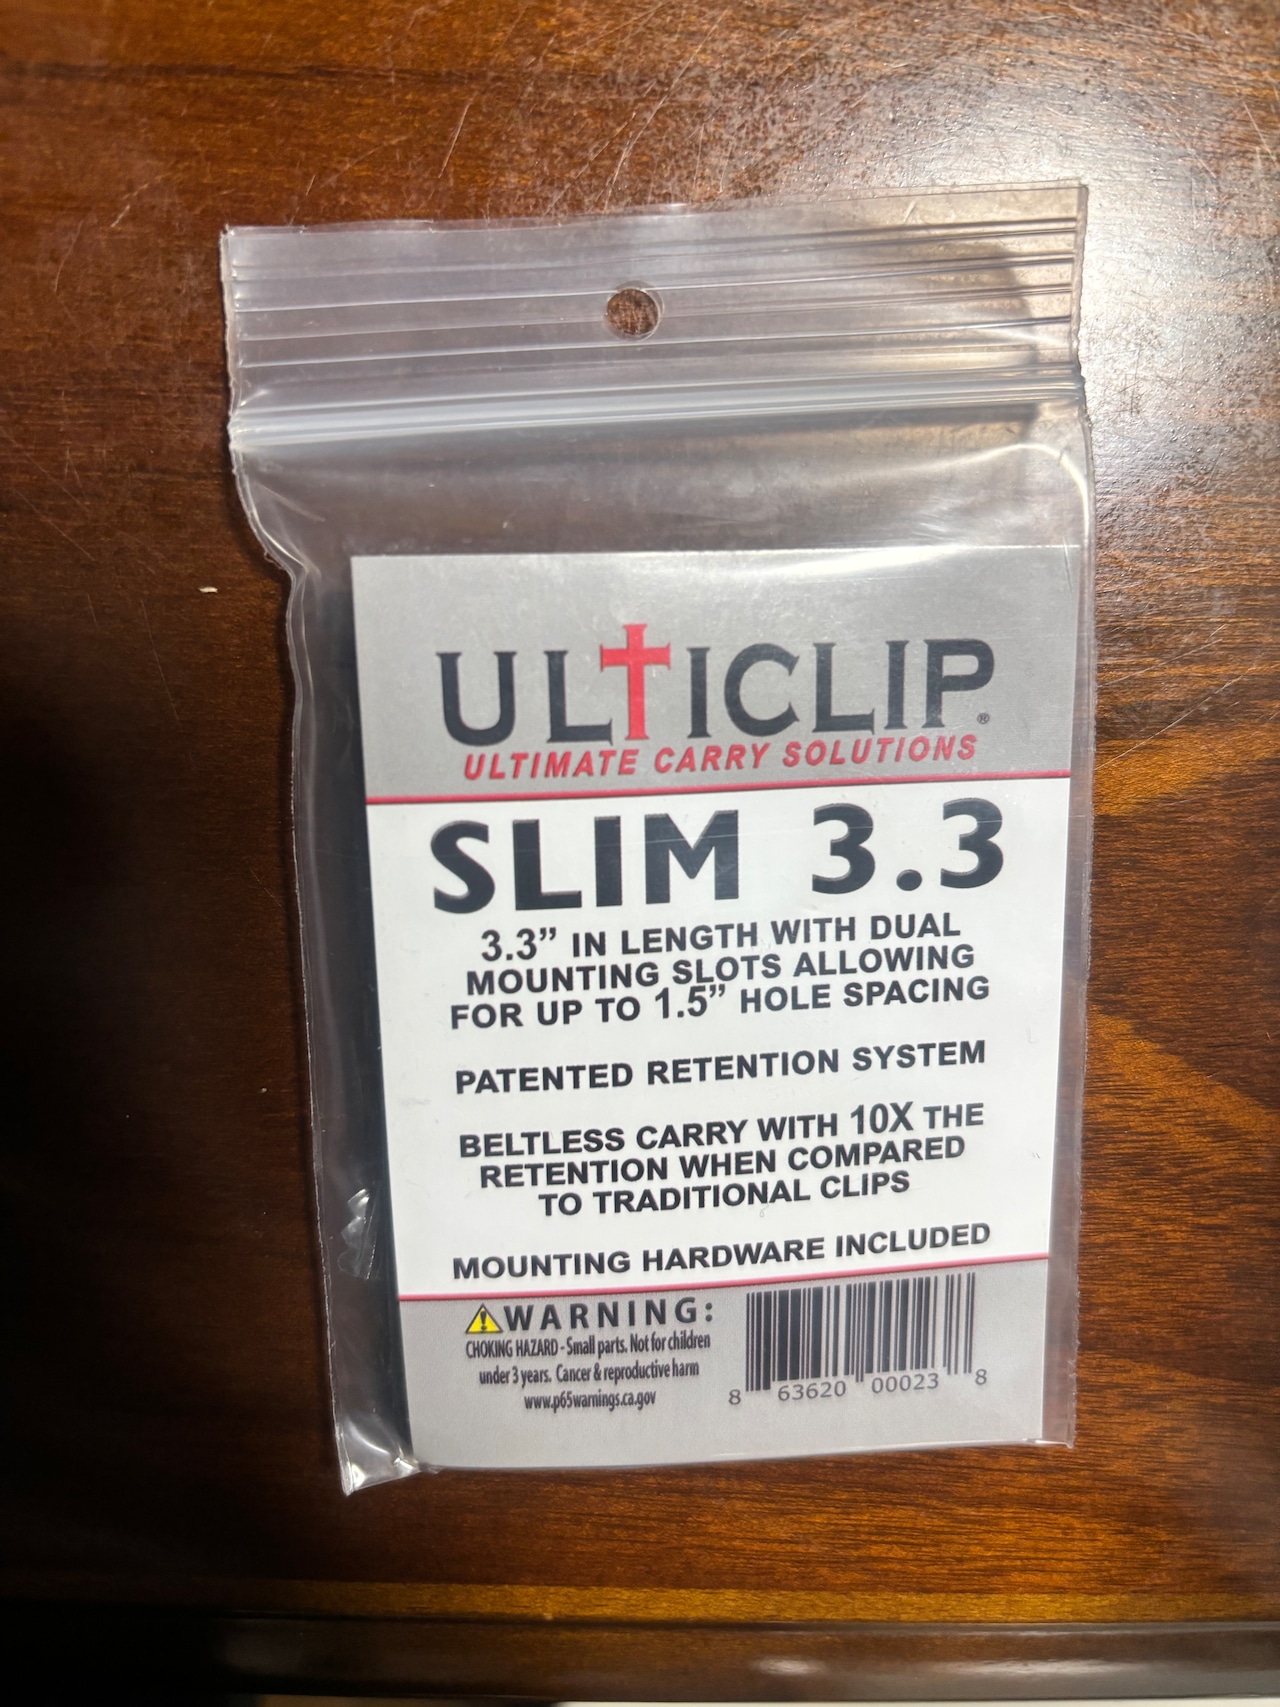 ULTICLIP®
ULTIMATE CARRY SOLUTIONS
SLIM 3.3
3.3” IN LENGTH WITH DUAL
MOUNTING SLOTS ALLOWING
FOR UP TO 1.5” HOLE SPACING
PATENTED RETENTION SYSTEM
BELTLESS CARRY WITH 10X THE
RETENTION WHEN COMPARED
TO TRADITIONAL CLIPS
MOUNTING HARDWARE INCLUDED
WARNING:
CHOKING HAZARD - Small parts. Not for children
under 3 years. Cancer & reproductive harm
www.p65warnings.ca.gov
8 63620 00023 8